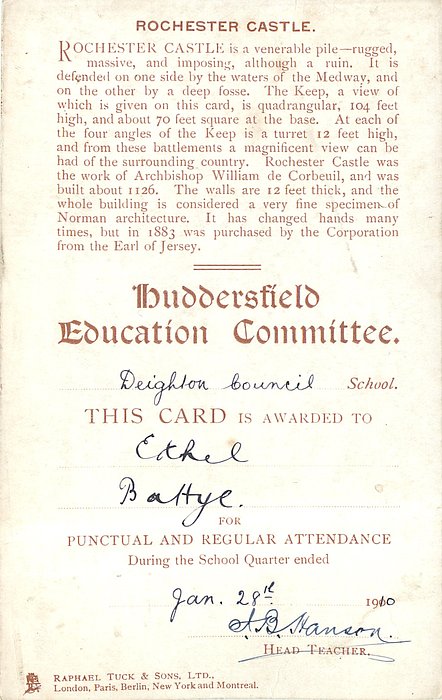 ROCHESTER CASTLE.
ROCHESTER CASTLE is a venerable pile—rugged,
massive, and imposing, although a ruin. It is
defended on one side by the waters of the Medway, and
on the other by a deep fosse. The Keep, a view of
which is given on this card, is quadrangular, 104 feet
high, and about 70 feet square at the base. At each of
the four angles of the Keep is a turret 12 feet high,
and from these battlements a magnificent view can be
had of the surrounding country. Rochester Castle was
the work of Archbishop William de Corbeuil, and was
built about 1126. The walls are 12 feet thick, and the
whole building is considered a very fine specimen of
Norman architecture. It has changed hands many
times, but in 1883 was purchased by the Corporation
from the Earl of Jersey.
Huddersfield
Education Committee.
Deighton Council School.
THIS CARD IS AWARDED TO
Ethel
Battye.
FOR
PUNCTUAL AND REGULAR ATTENDANCE
During the School Quarter ended
Jan. 28th 1910
A. B. Hanson.
HEAD TEACHER.
RAPHAEL TUCK & SONS, LTD.,
London, Paris, Berlin, New York and Montreal.